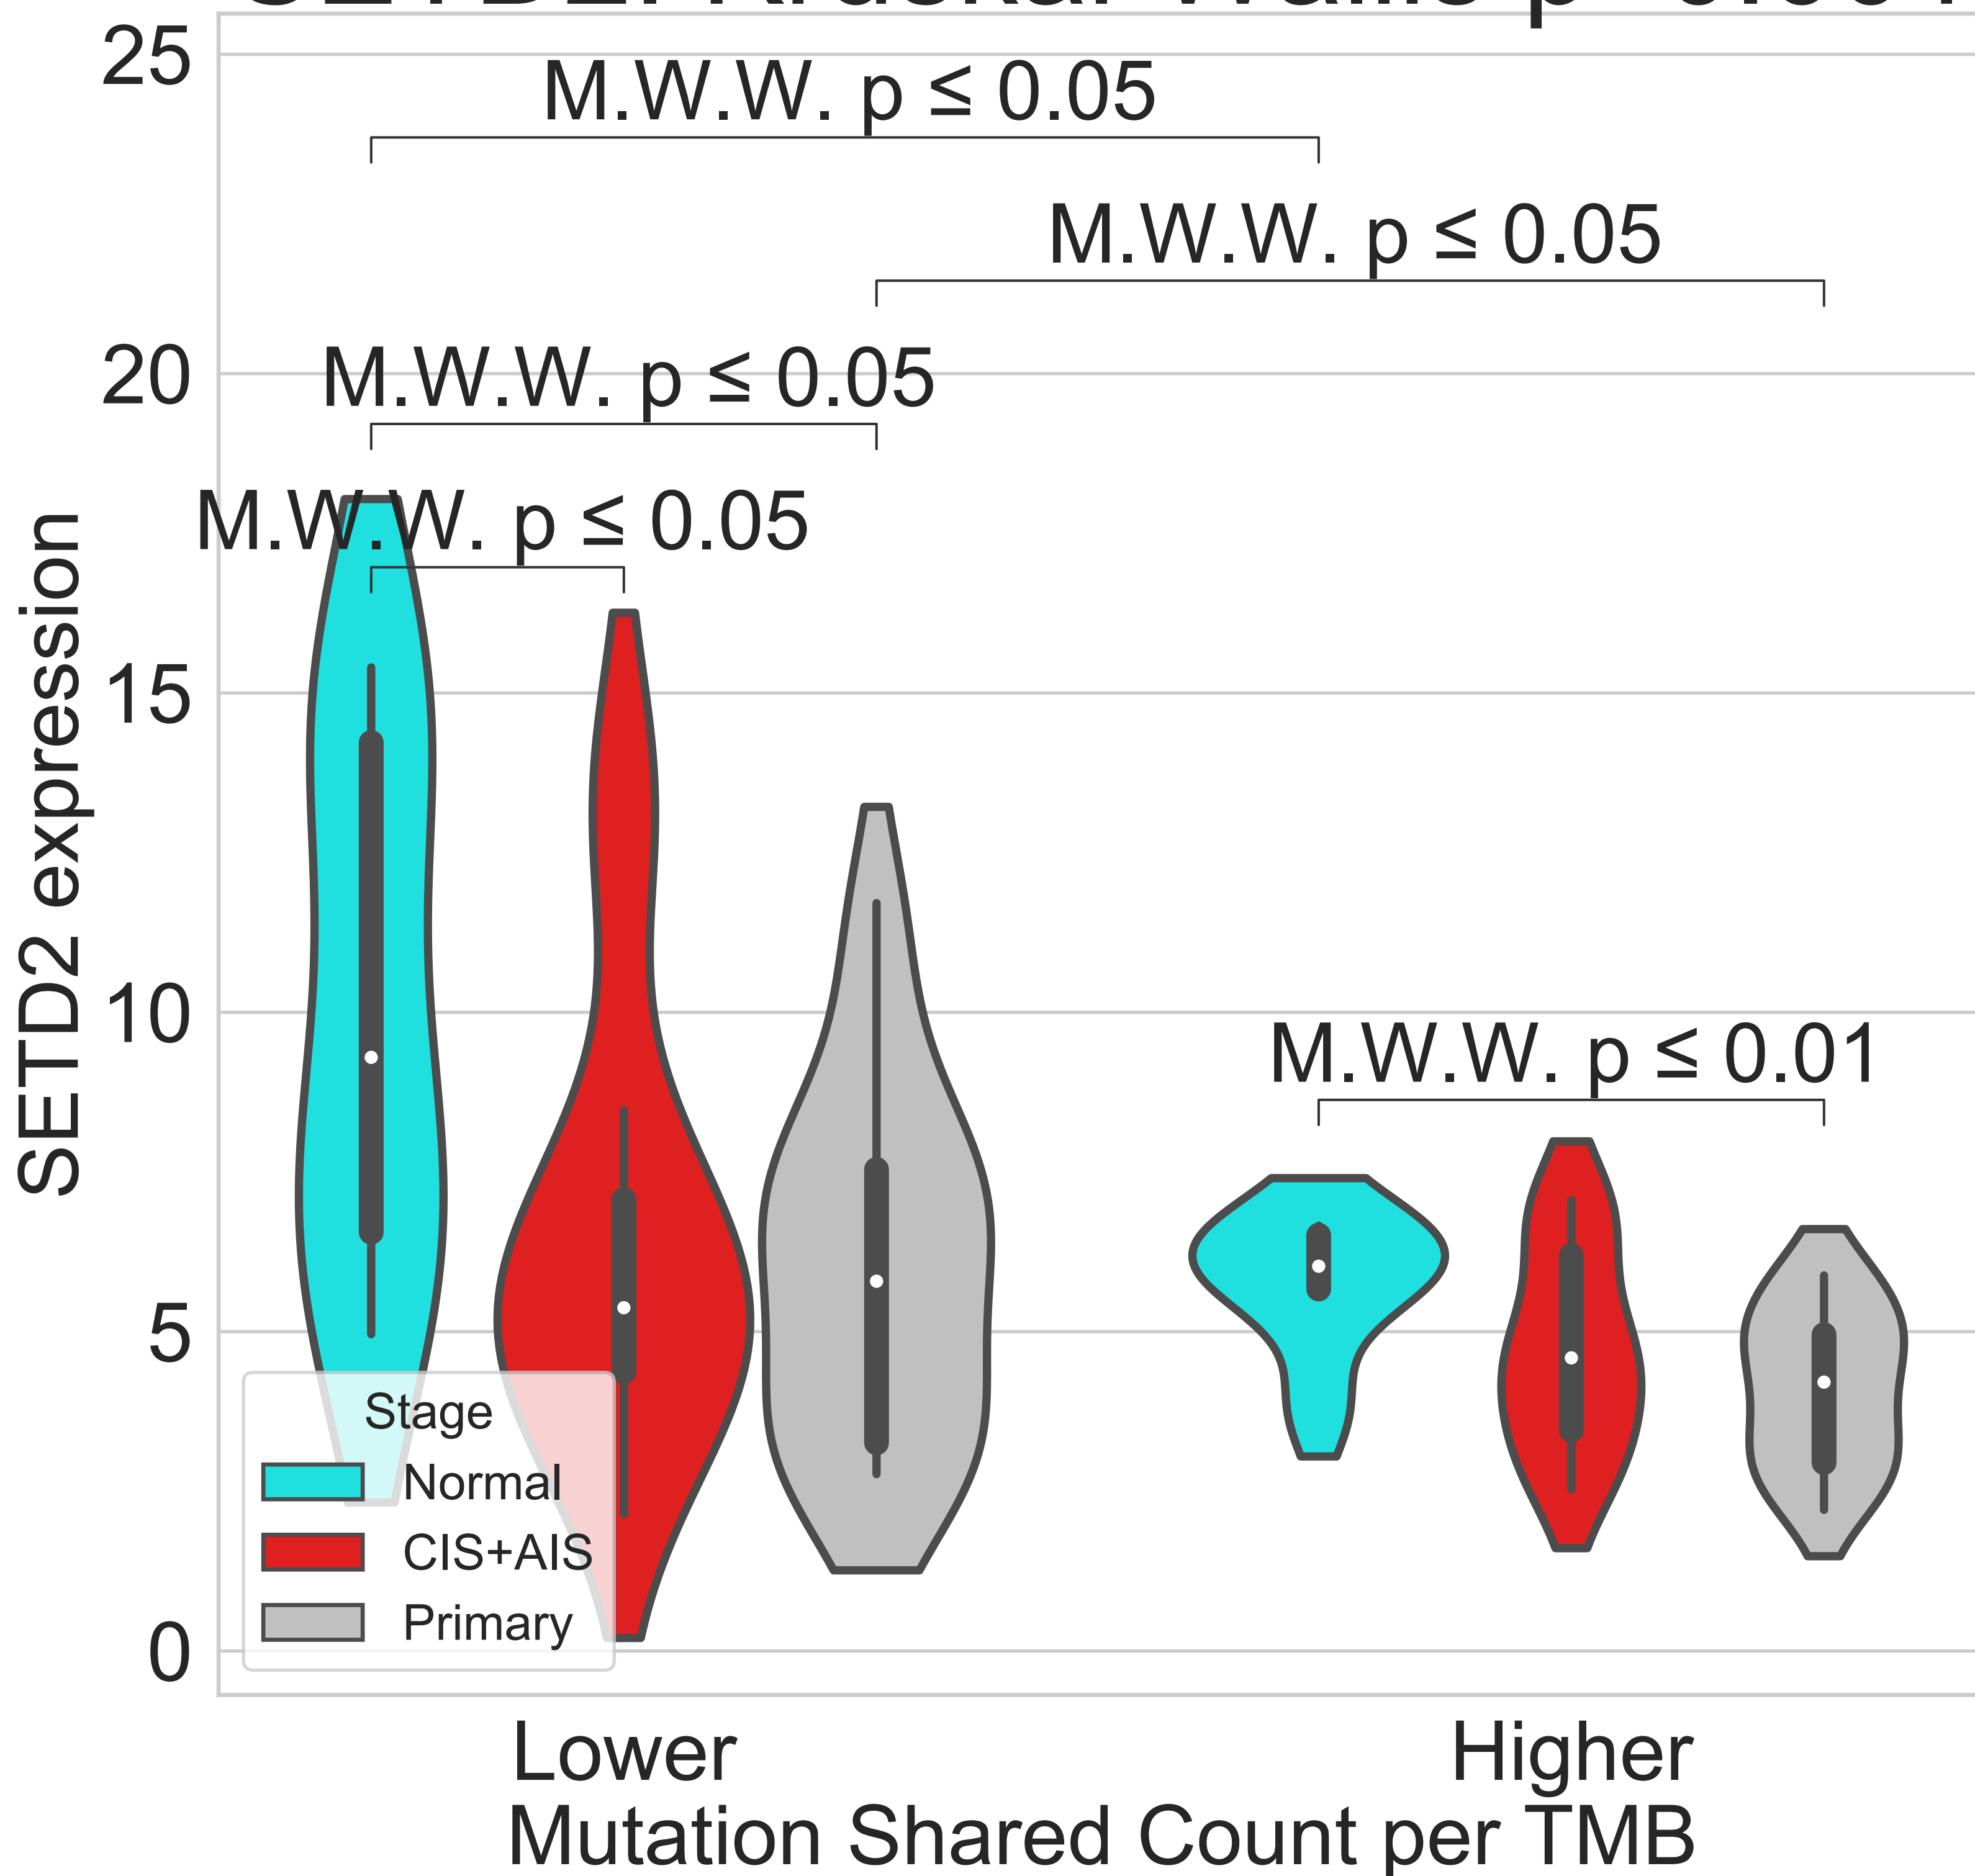 25
M.W.W. p ≤ 0.05
M.W.W. p ≤ 0.05
20
M.W.W. p ≤ 0.05
M.W.W. p ≤ 0.05
15
SETD2 expression
10
M.W.W. p ≤ 0.01
5
Stage
Normal
CIS+AIS
Primary
0
Lower
Higher
Mutation Shared Count per TMB